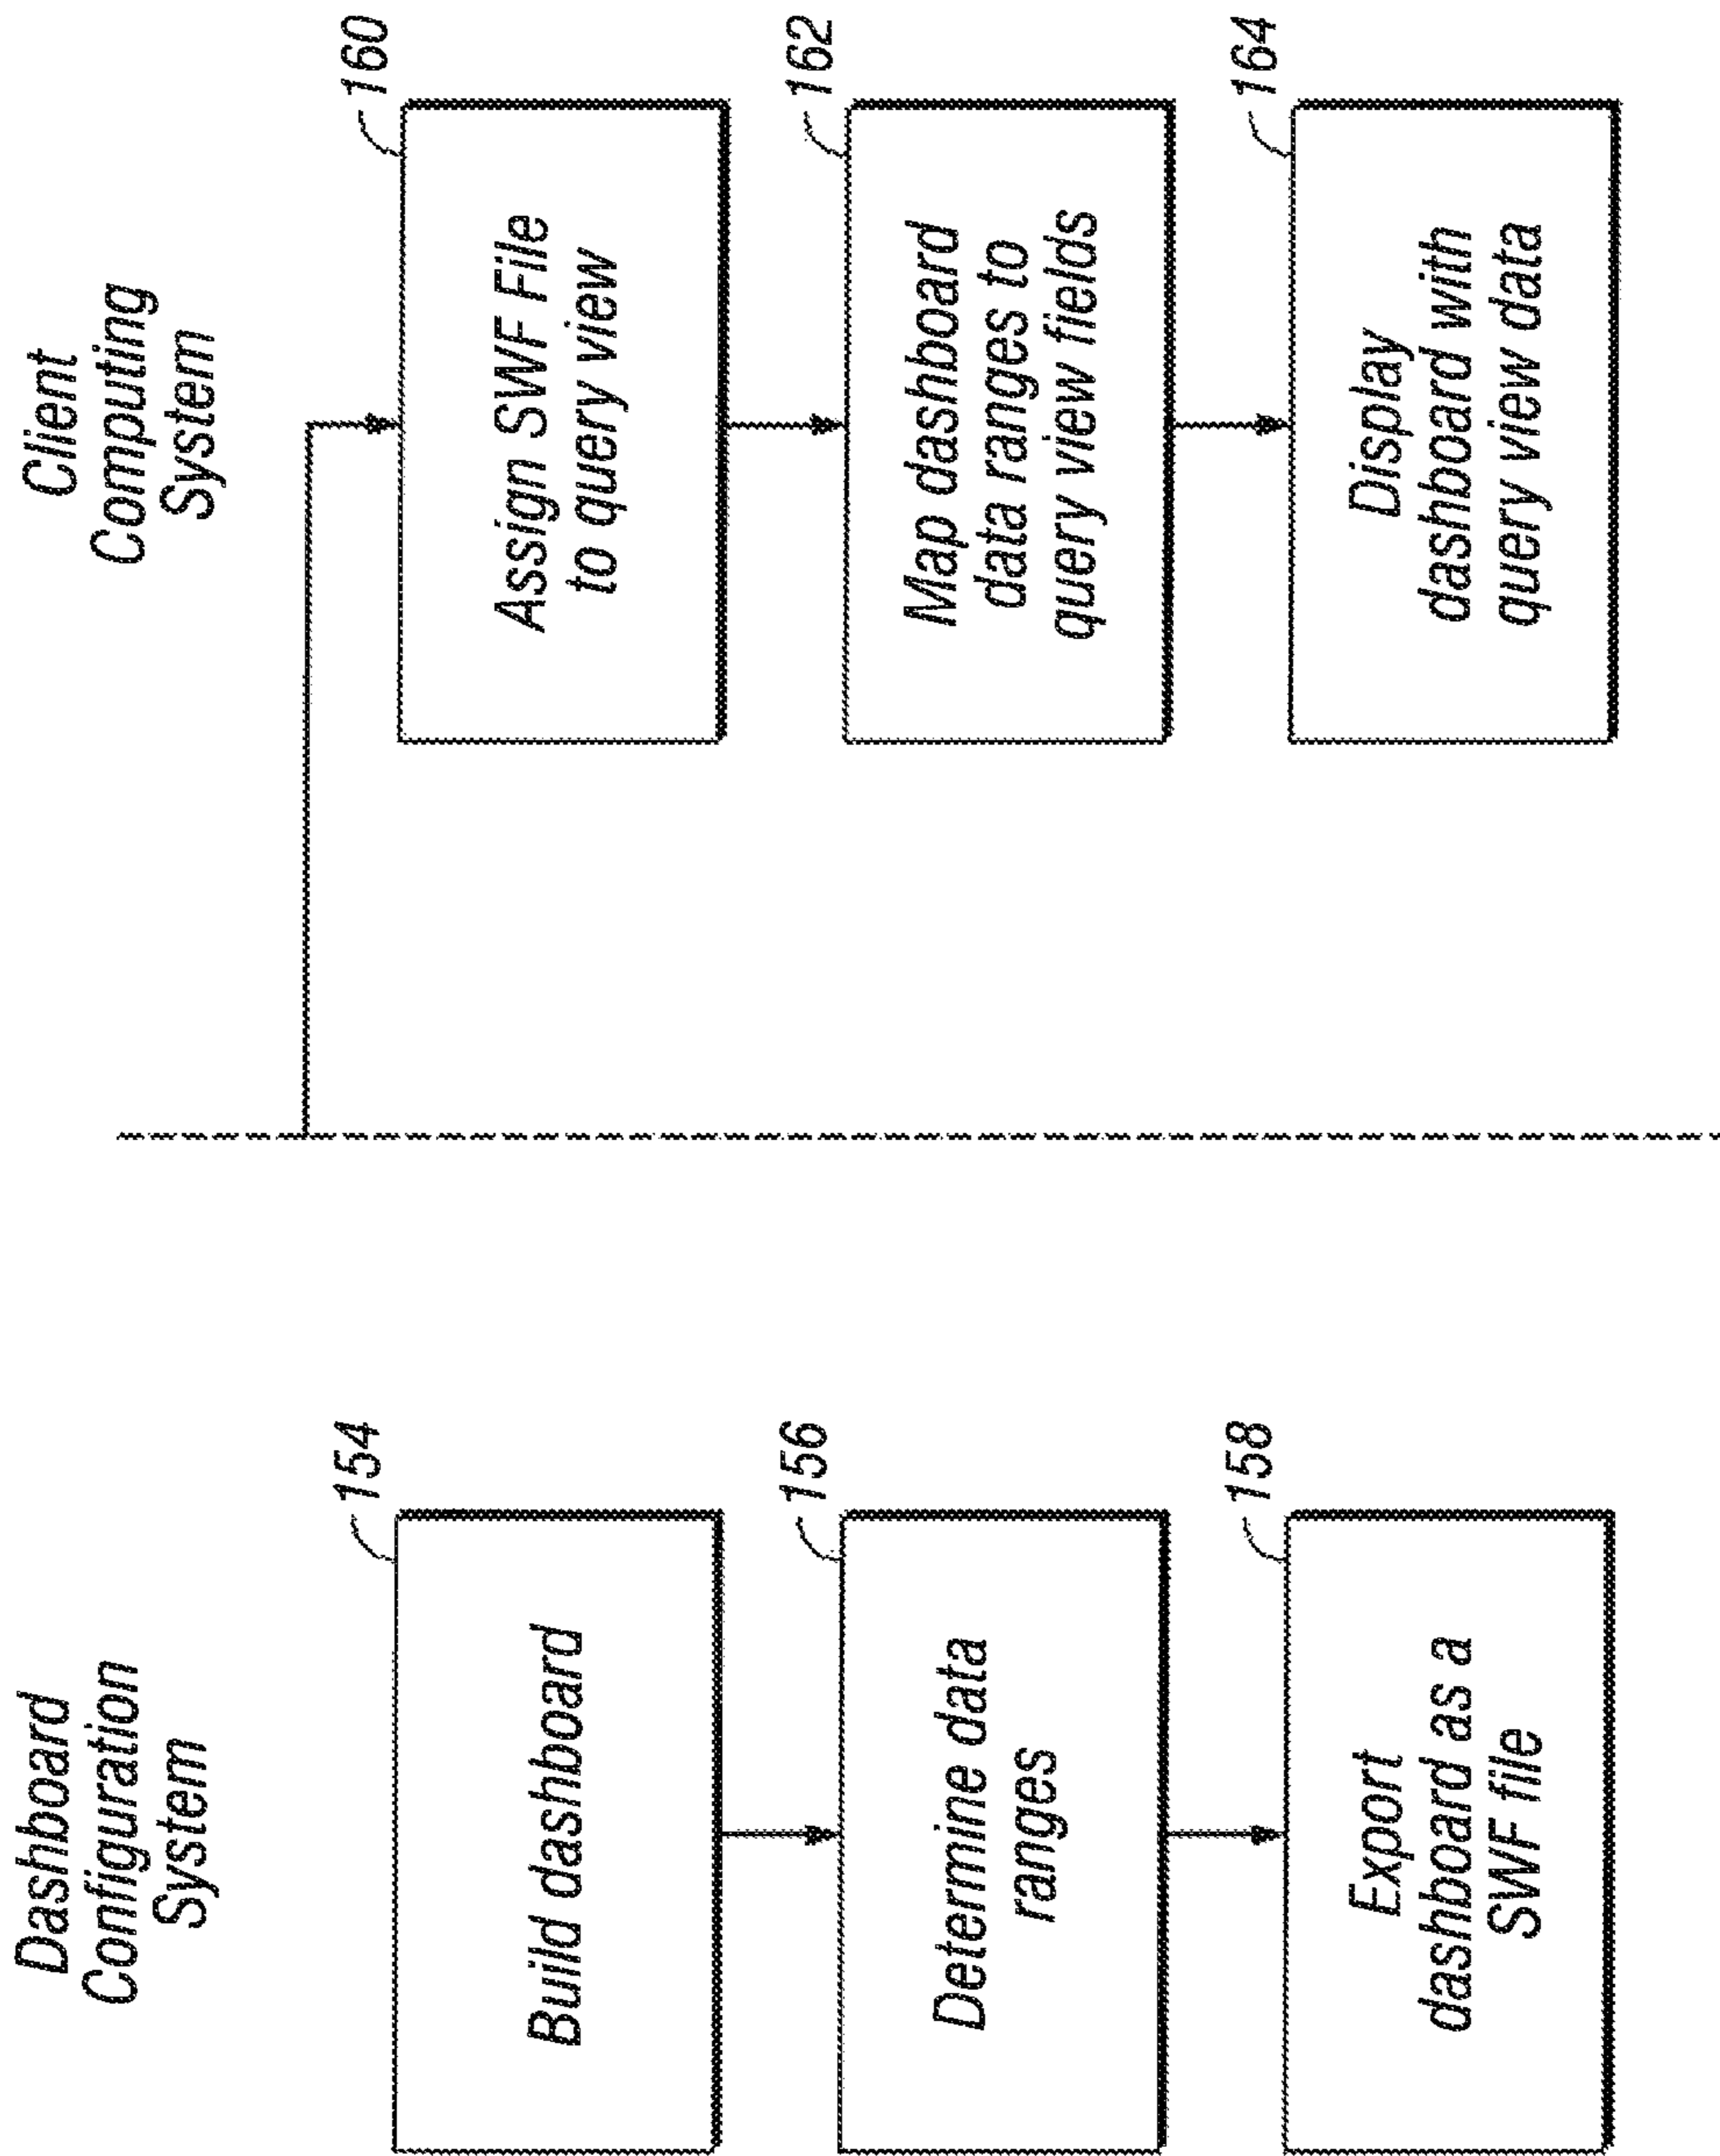 Dashboard
Configuration
System
154
Build dashboard
156
Determine data
ranges
158
Export
dashboard as a
SWF file
Client
Computing
System
160
Assign SWF File
to query view
162
Map dashboard
data ranges to
query view fields
164
Display
dashboard with
query view data